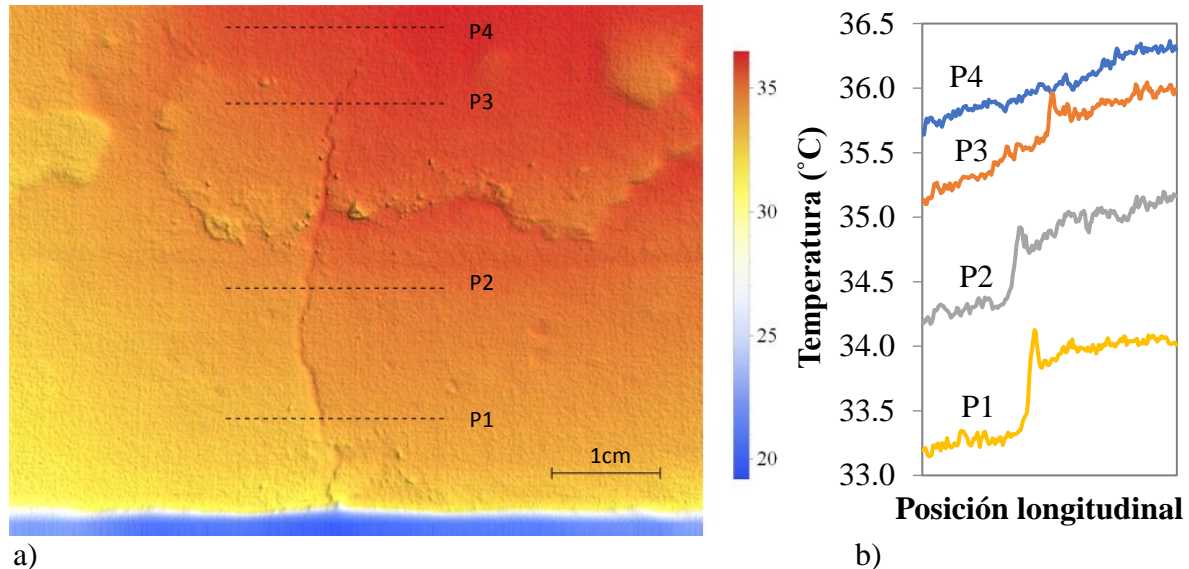 P4
P3
P2
P1
1cm
35
30
25
20
a)
36.5
36.0
35.5
35.0
34.5
34.0
33.5
33.0
Temperatura (˚C)
P4
P3
P2
P1
Posición longitudinal
b)